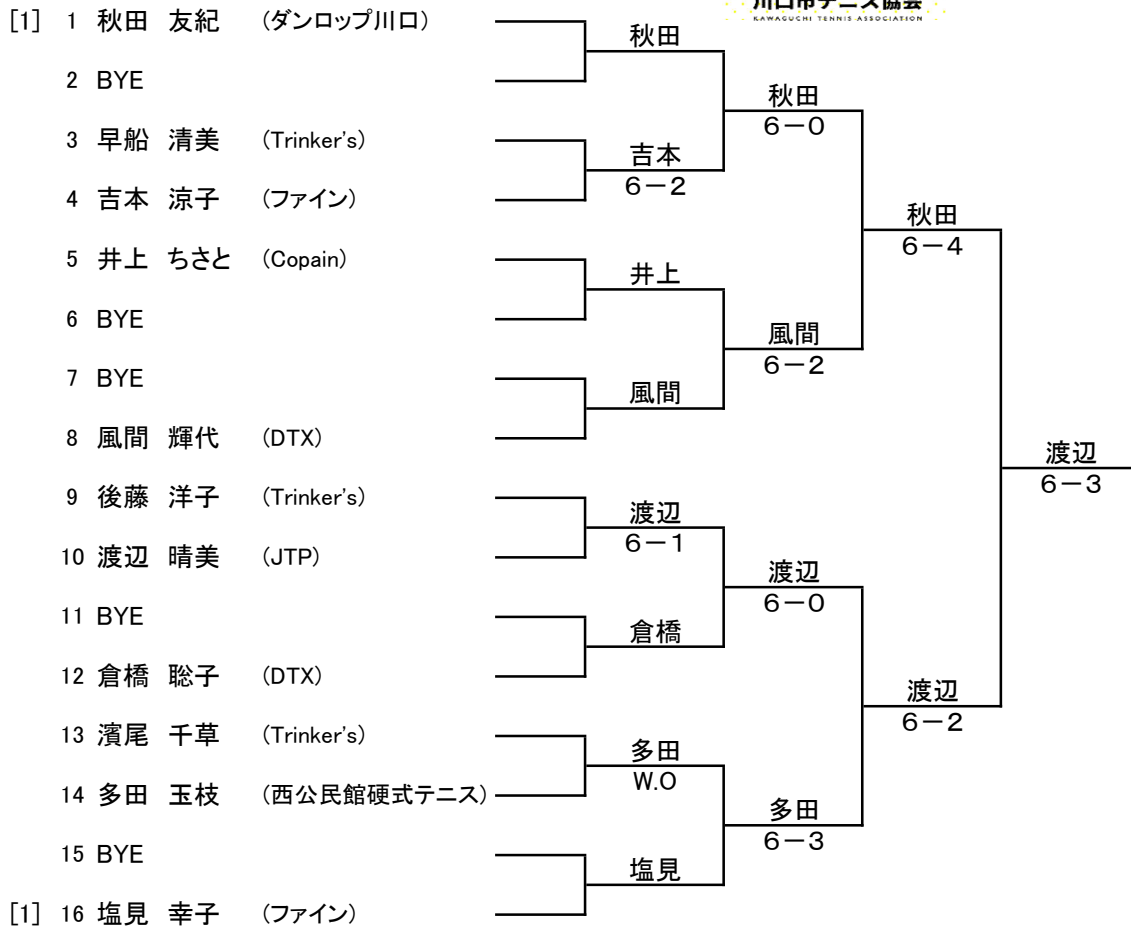 川口市テニス協会
KAWAGUCHI TENNIS ASSOCIATION
[1] 1 秋田 友紀 (ダンロップ川口)
2 BYE
3 早船 清美 (Trinker's)
4 吉本 涼子 (ファイン)
5 井上 ちさと (Copain)
6 BYE
7 BYE
8 風間 輝代 (DTX)
9 後藤 洋子 (Trinker's)
10 渡辺 晴美 (JTP)
11 BYE
12 倉橋 聡子 (DTX)
13 濱尾 千草 (Trinker's)
14 多田 玉枝 (西公民館硬式テニス)
15 BYE
[1] 16 塩見 幸子 (ファイン)
秋田
吉本
6-2
井上
風間
渡辺
6-1
倉橋
多田
W.O
塩見
秋田
6-0
風間
6-2
渡辺
6-0
多田
6-3
秋田
6-4
渡辺
6-2
渡辺
6-3